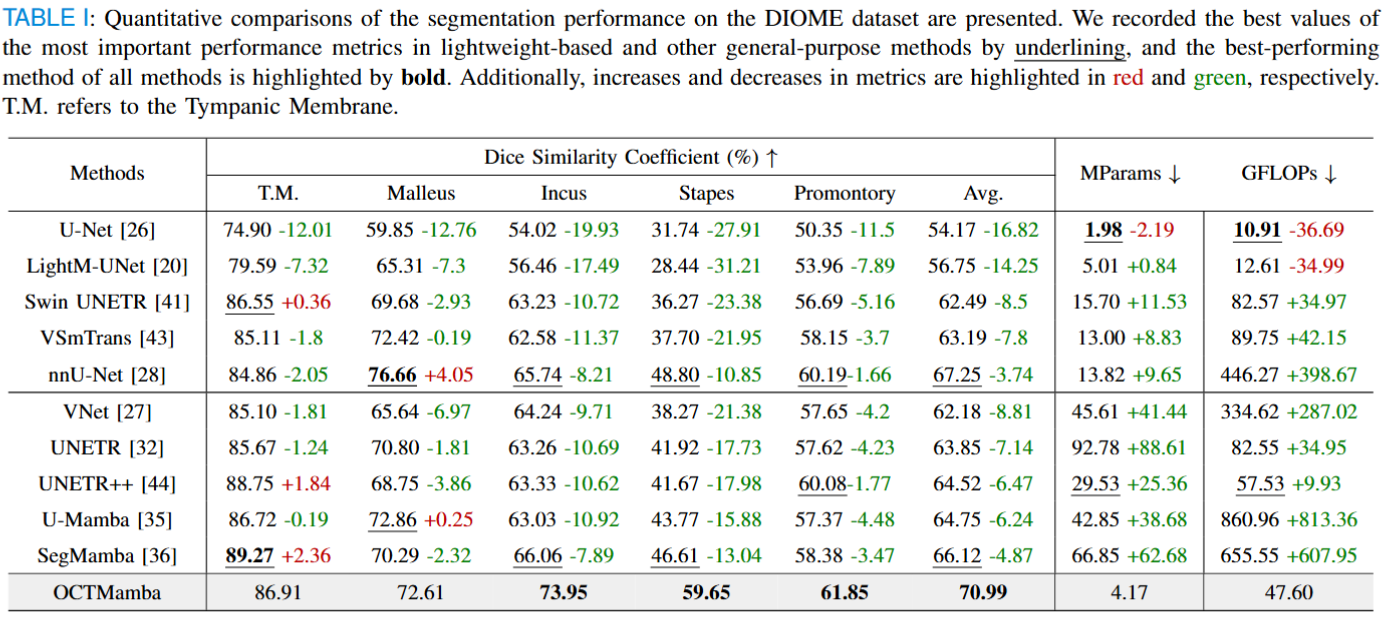 TABLE I: Quantitative comparisons of the segmentation performance on the DIOME dataset are presented. We recorded the best values of
the most important performance metrics in lightweight-based and other general-purpose methods by underlining, and the best-performing
method of all methods is highlighted by bold. Additionally, increases and decreases in metrics are highlighted in red and green, respectively.
T.M. refers to the Tympanic Membrane.
Methods Dice Similarity Coefficient (%) ↑ MParams ↓ GFLOPs ↓
T.M. Malleus Incus Stapes Promontory Avg.
U-Net [26] 74.90 -12.01 59.85 -12.76 54.02 -19.93 31.74 -27.91 50.35 -11.5 54.17 -16.82 1.98 -2.19 10.91 -36.69
LightM-UNet [20] 79.59 -7.32 65.31 -7.3 56.46 -17.49 28.44 -31.21 53.96 -7.89 56.75 -14.25 5.01 +0.84 12.61 -34.99
Swin UNETR [41] 86.55 +0.36 69.68 -2.93 63.23 -10.72 36.27 -23.38 56.69 -5.16 62.49 -8.5 15.70 +11.53 82.57 +34.97
VSmTrans [43] 85.11 -1.8 72.42 -0.19 62.58 -11.37 37.70 -21.95 58.15 -3.7 63.19 -7.8 13.00 +8.83 89.75 +42.15
nnU-Net [28] 84.86 -2.05 76.66 +4.05 65.74 -8.21 48.80 -10.85 60.19-1.66 67.25 -3.74 13.82 +9.65 446.27 +398.67
VNet [27] 85.10 -1.81 65.64 -6.97 64.24 -9.71 38.27 -21.38 57.65 -4.2 62.18 -8.81 45.61 +41.44 334.62 +287.02
UNETR [32] 85.67 -1.24 70.80 -1.81 63.26 -10.69 41.92 -17.73 57.62 -4.23 63.85 -7.14 92.78 +88.61 82.55 +34.95
UNETR++ [44] 88.75 +1.84 68.75 -3.86 63.33 -10.62 41.67 -17.98 60.08-1.77 64.52 -6.47 29.53 +25.36 57.53 +9.93
U-Mamba [35] 86.72 -0.19 72.86 +0.25 63.03 -10.92 43.77 -15.88 57.37 -4.48 64.75 -6.24 42.85 +38.68 860.96 +813.36
SegMamba [36] 89.27 +2.36 70.29 -2.32 66.06 -7.89 46.61 -13.04 58.38 -3.47 66.12 -4.87 66.85 +62.68 655.55 +607.95
OCTMamba 86.91 72.61 73.95 59.65 61.85 70.99 4.17 47.60